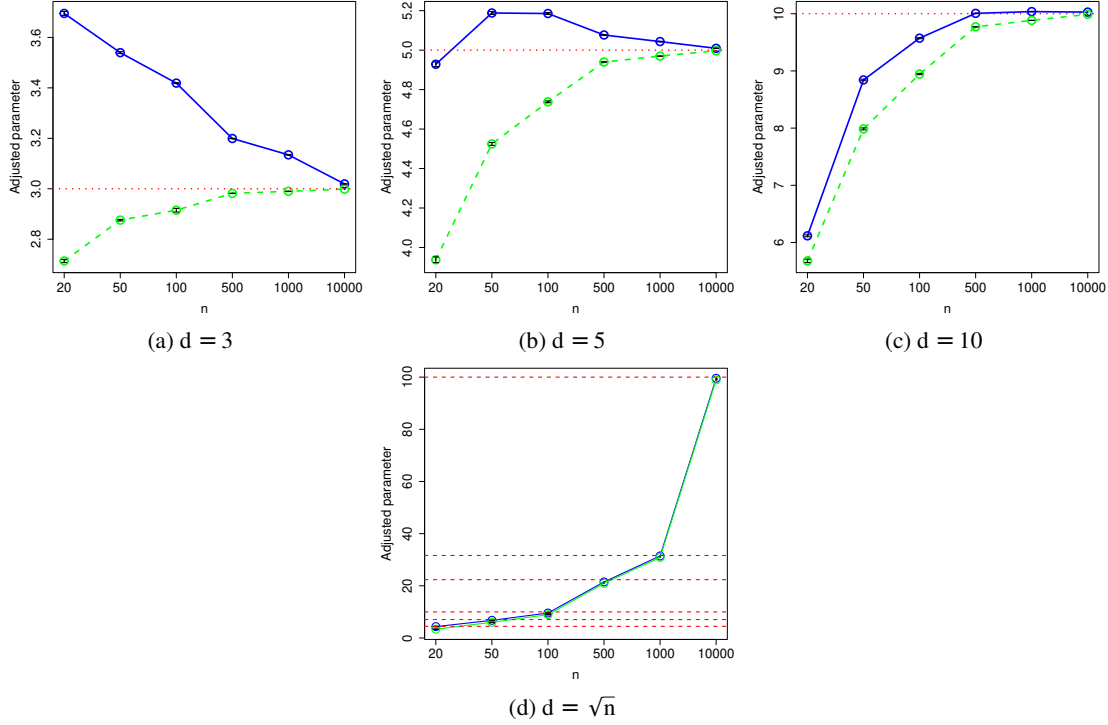 Adjusted parameter
2.8 3.0 3.2 3.4 3.6
20 50 100 500 1000 10000
n
(a) d = 3
Adjusted parameter
4.0 4.2 4.4 4.6 4.8 5.0 5.2
20 50 100 500 1000 10000
n
(b) d = 5
Adjusted parameter
6 7 8 9 10
20 50 100 500 1000 10000
n
(c) d = 10
Adjusted parameter
0 20 40 60 80 100
20 50 100 500 1000 10000
n
(d) d = √n